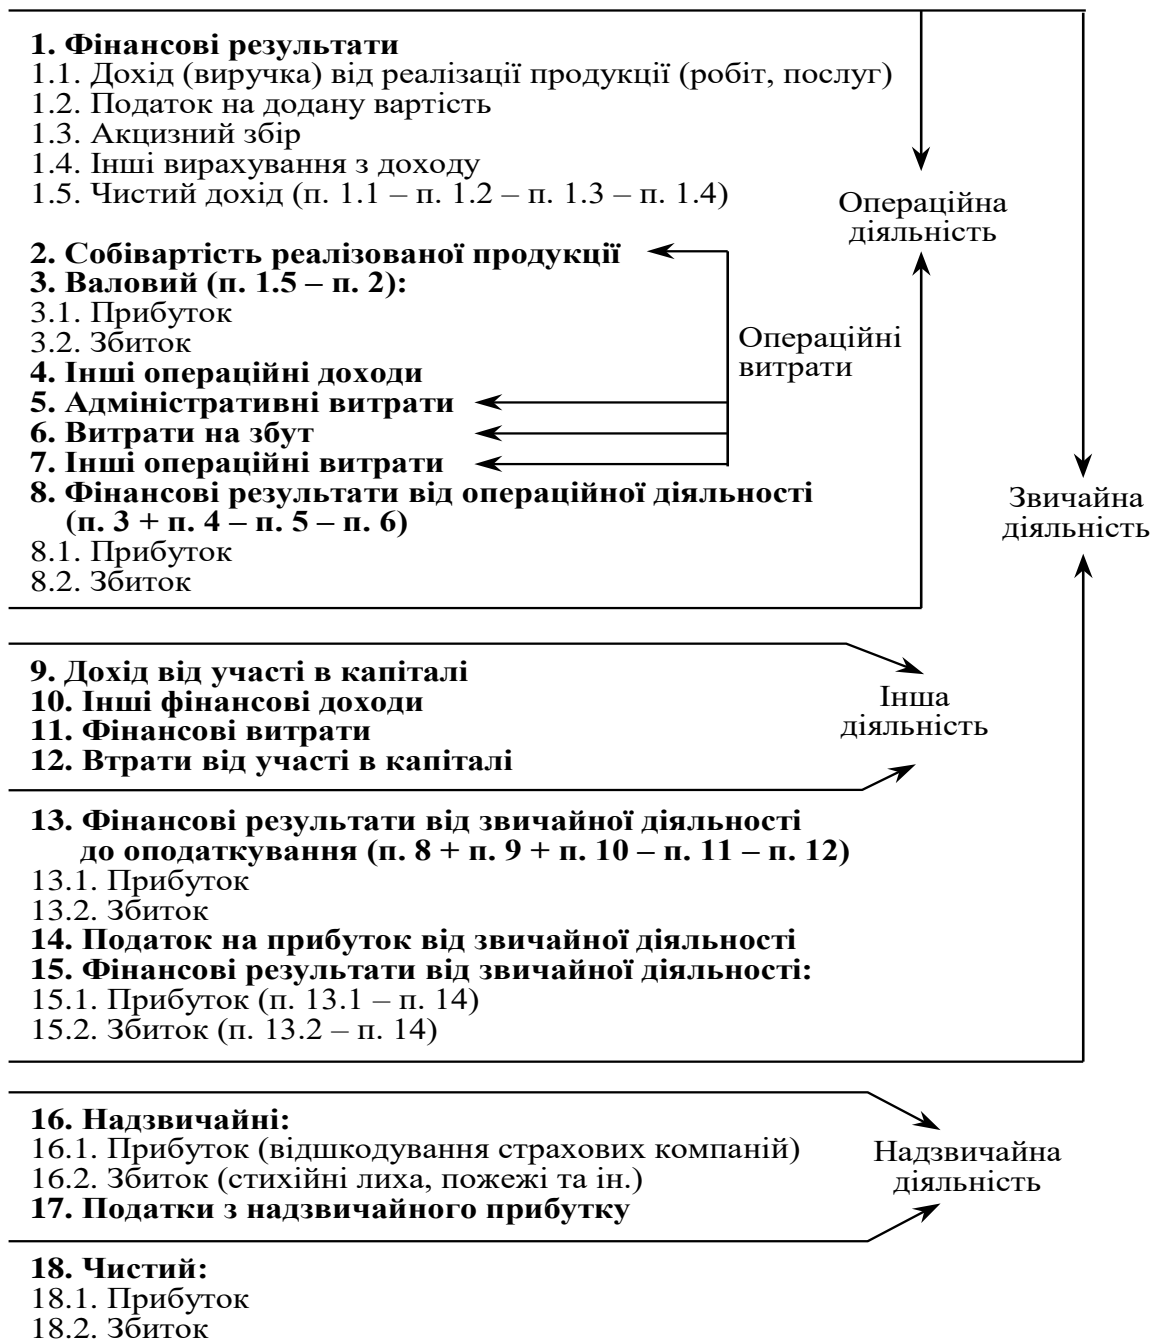 1. Фінансові результати
1.1. Дохід (виручка) від реалізації продукції (робіт, послуг)
1.2. Податок на додану вартість
1.3. Акцизний збір
1.4. Інші вирахування з доходу
1.5. Чистий дохід (п. 1.1 – п. 1.2 – п. 1.3 – п. 1.4)
Операційна
діяльність
2. Собівартість реалізованої продукції
3. Валовий (п. 1.5 – п. 2):
3.1. Прибуток
3.2. Збиток
4. Інші операційні доходи
5. Адміністративні витрати
6. Витрати на збут
7. Інші операційні витрати
Операційні
витрати
8. Фінансові результати від операційної діяльності
(п. 3 + п. 4 – п. 5 – п. 6)
8.1. Прибуток
8.2. Збиток
Звичайна
діяльність
9. Дохід від участі в капіталі
10. Інші фінансові доходи
11. Фінансові витрати
12. Втрати від участі в капіталі
Інша
діяльність
13. Фінансові результати від звичайної діяльності
до оподаткування (п. 8 + п. 9 + п. 10 – п. 11 – п. 12)
13.1. Прибуток
13.2. Збиток
14. Податок на прибуток від звичайної діяльності
15. Фінансові результати від звичайної діяльності:
15.1. Прибуток (п. 13.1 – п. 14)
15.2. Збиток (п. 13.2 – п. 14)
16. Надзвичайні:
16.1. Прибуток (відшкодування страхових компаній)
16.2. Збиток (стихійні лиха, пожежі та ін.)
17. Податки з надзвичайного прибутку
Надзвичайна
діяльність
18. Чистий:
18.1. Прибуток
18.2. Збиток